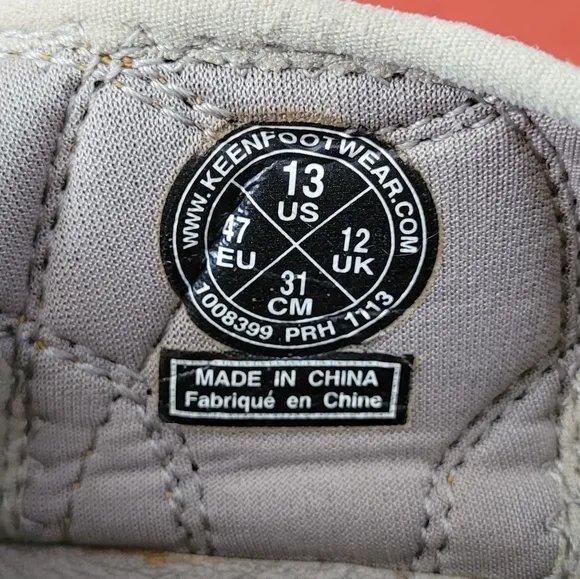 WWW.KEENFOOTWEAR.COM
13
US
47
EU
12
UK
31
CM
1008399 PRH 1113
MADE IN CHINA
Fabriqué en Chine